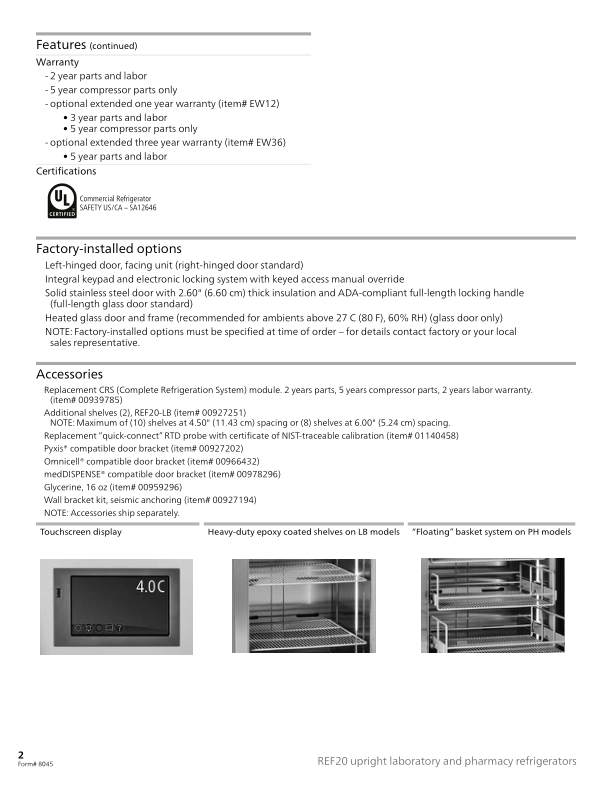 Features (continued)
Warranty
- 2 year parts and labor
- 5 year compressor parts only
- optional extended one year warranty (item# EW12)
• 3 year parts and labor
• 5 year compressor parts only
- optional extended three year warranty (item# EW36)
• 5 year parts and labor
Certifications
UL
CERTIFIED
Commercial Refrigerator
SAFETY US/CA – SA12646
Factory-installed options
Left-hinged door, facing unit (right-hinged door standard)
Integral keypad and electronic locking system with keyed access manual override
Solid stainless steel door with 2.60" (6.60 cm) thick insulation and ADA-compliant full-length locking handle
(full-length glass door standard)
Heated glass door and frame (recommended for ambients above 27 C (80 F), 60% RH) (glass door only)
NOTE: Factory-installed options must be specified at time of order – for details contact factory or your local
sales representative.
Accessories
Replacement CRS (Complete Refrigeration System) module. 2 years parts, 5 years compressor parts, 2 years labor warranty.
(item# 00939785)
Additional shelves (2), REF20-LB (item# 00927251)
NOTE: Maximum of (10) shelves at 4.50" (11.43 cm) spacing or (8) shelves at 6.00" (5.24 cm) spacing.
Replacement "quick-connect" RTD probe with certificate of NIST-traceable calibration (item# 01140458)
Pyxis® compatible door bracket (item# 00927202)
Omnicell® compatible door bracket (item# 00966432)
medDISPENSE® compatible door bracket (item# 00978296)
Glycerine, 16 oz (item# 00959296)
Wall bracket kit, seismic anchoring (item# 00927194)
NOTE: Accessories ship separately.
Touchscreen display
Heavy-duty epoxy coated shelves on LB models
"Floating" basket system on PH models
4.0 C
2
Form# 8045
REF20 upright laboratory and pharmacy refrigerators